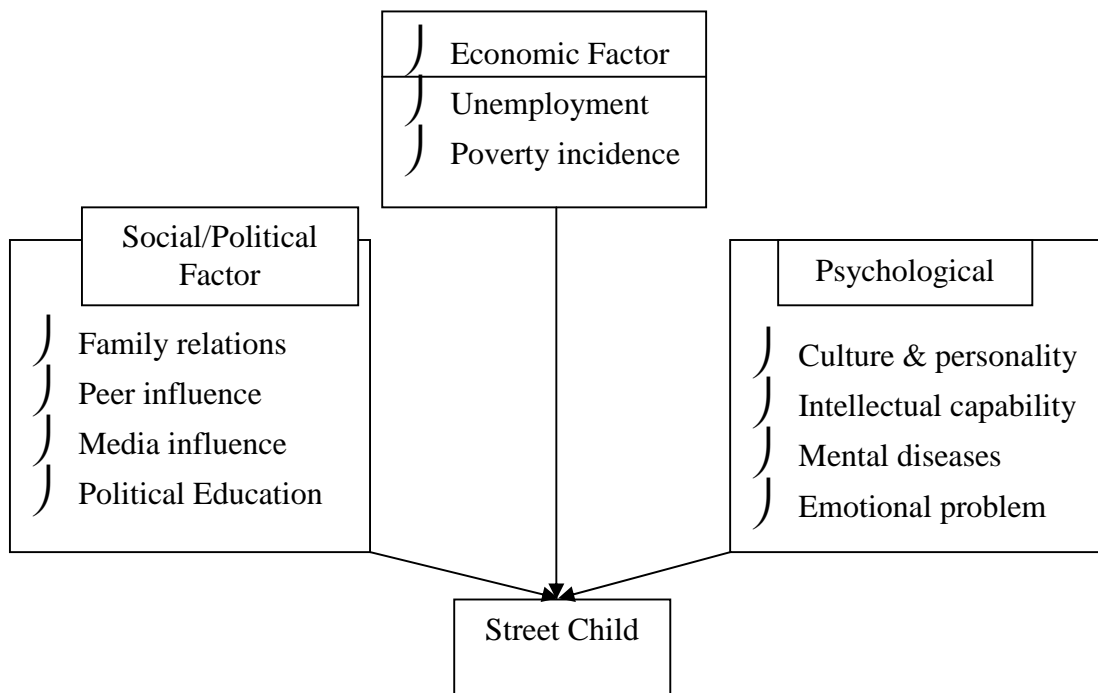 Economic Factor
Unemployment
Poverty incidence
Social/Political
Factor
Family relations
Peer influence
Media influence
Political Education
Psychological
Culture & personality
Intellectual capability
Mental diseases
Emotional problem
Street Child